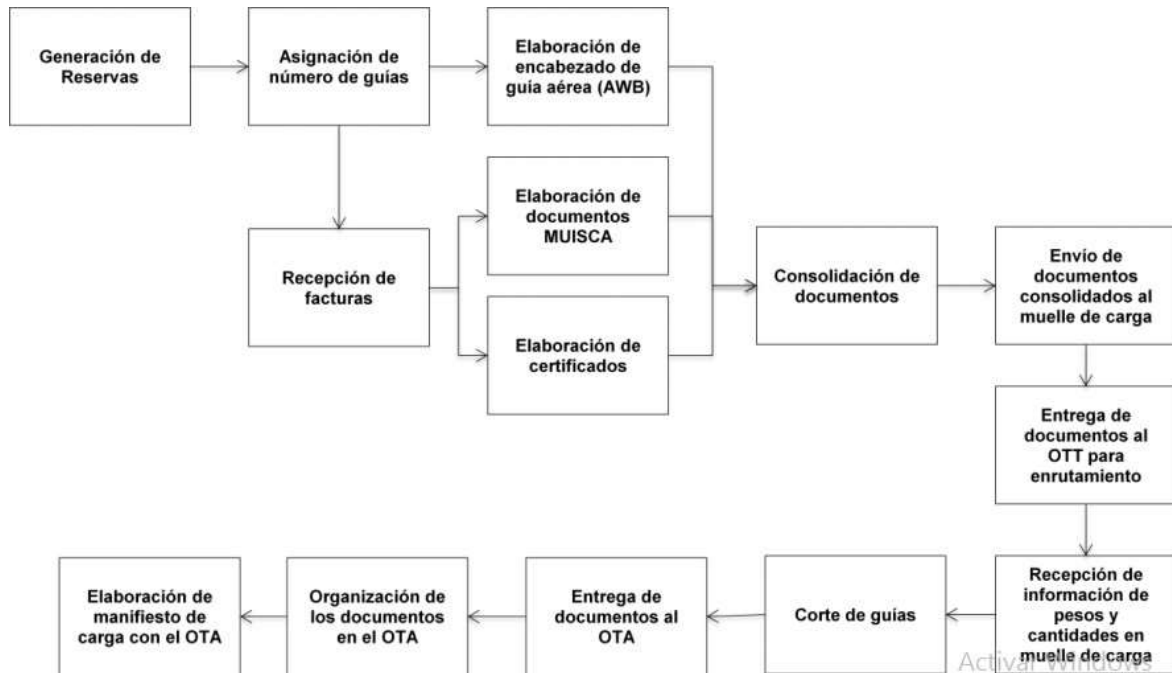 Generación de
Reservas
Asignación de
número de guías
Elaboración de
encabezado de
guía aérea (AWB)
Elaboración de
documentos
MUISCA
Recepción de
facturas
Elaboración de
certificados
Consolidación de
documentos
Envío de
documentos
consolidados al
muelle de carga
Entrega de
documentos al
OTT para
enrutamiento
Recepción de
información de
pesos y
cantidades en
muelle de carga
Corte de guías
Entrega de
documentos al
OTA
Organización de
los documentos
en el OTA
Elaboración de
manifiesto de
carga con el OTA
Activar Windows